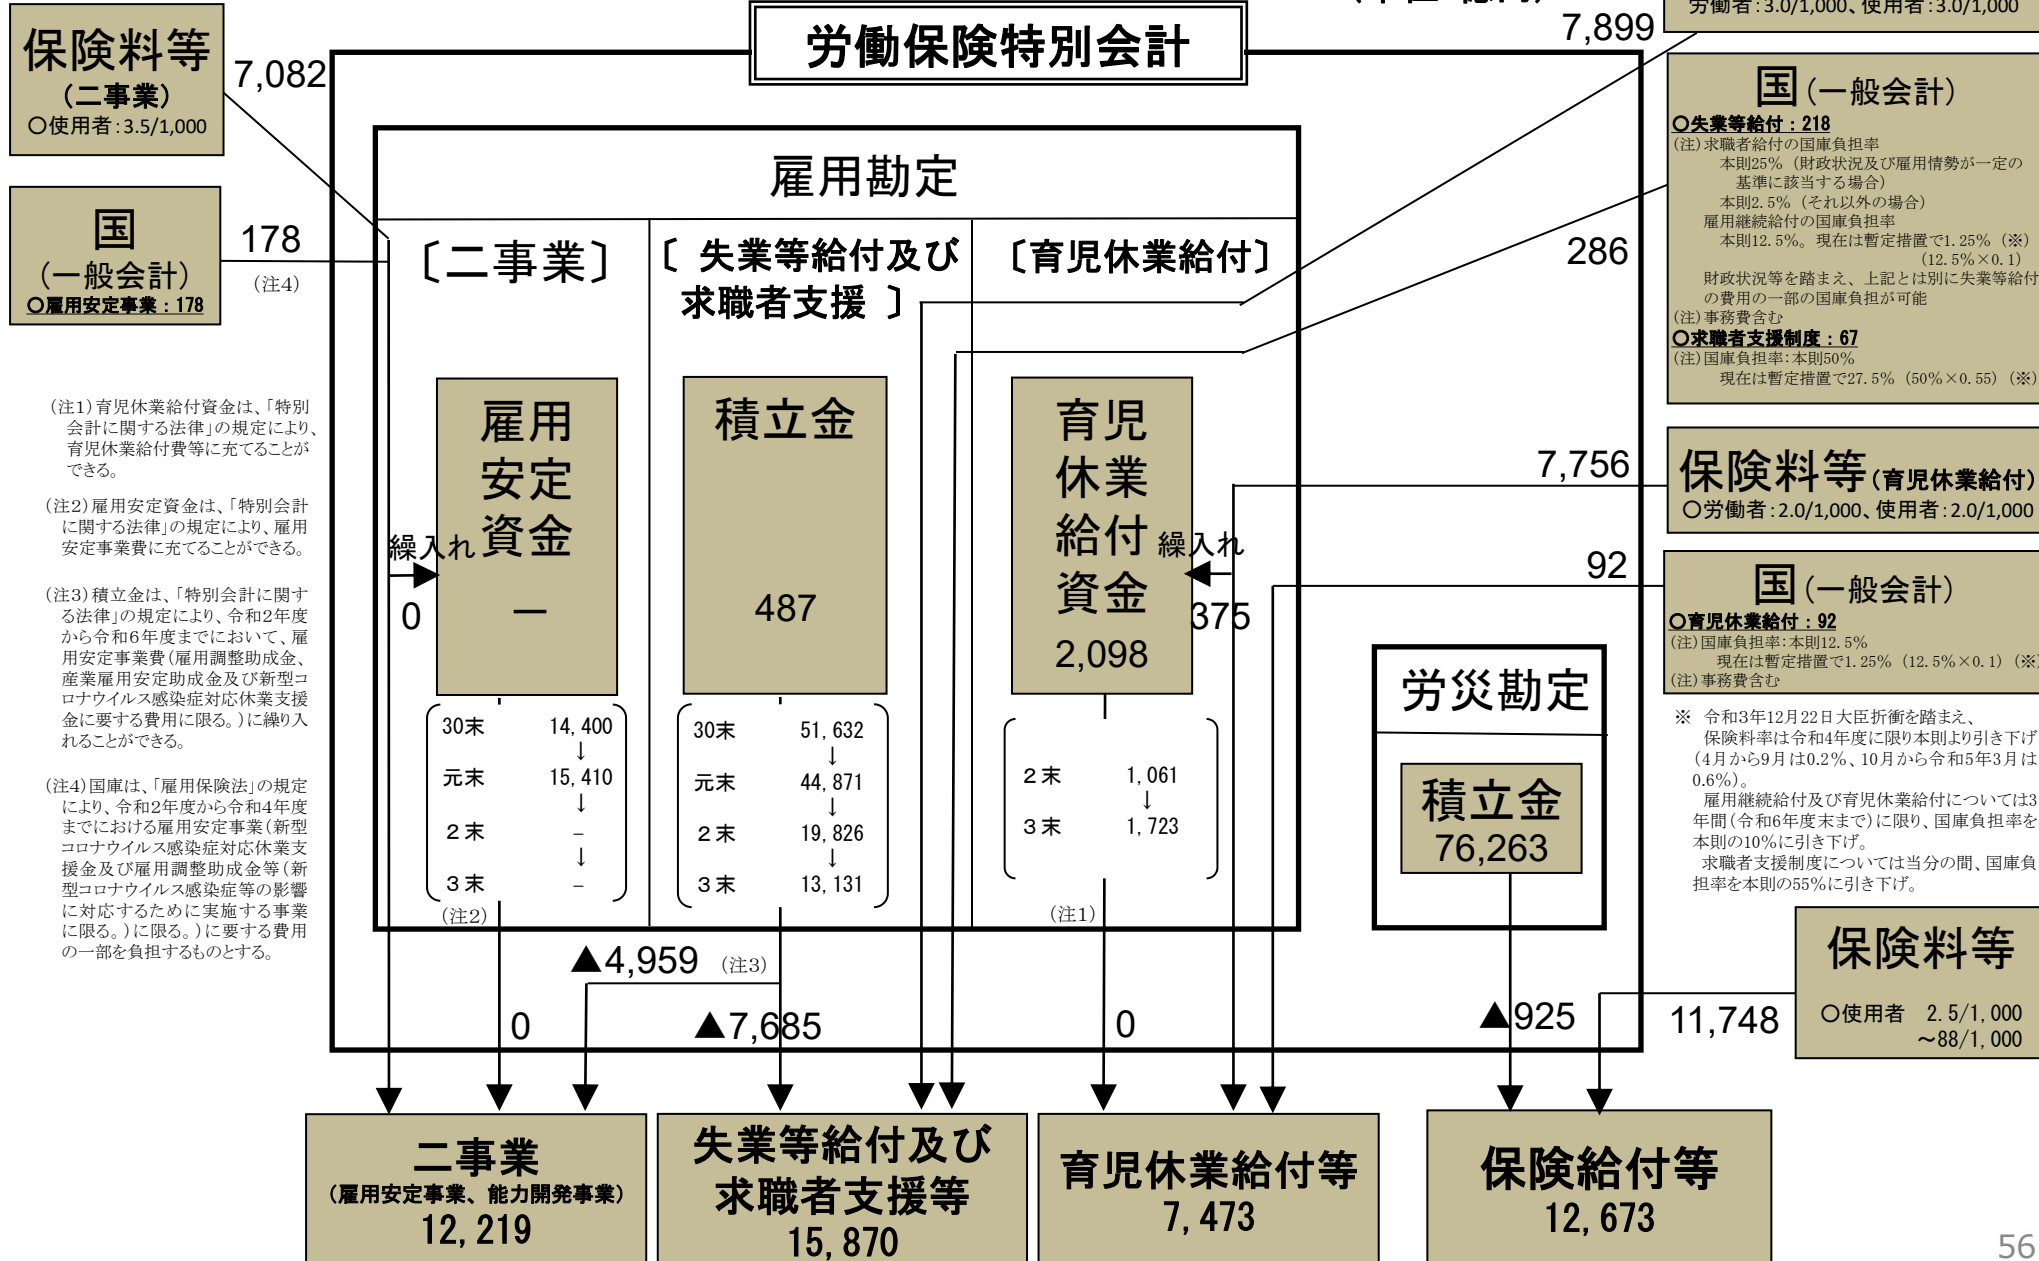 労働保険特別会計
7,899
労働者:3.0/1,000、使用者:3.0/1,000
保険料等
(二事業)
〇使用者:3.5/1,000
7,082
国
(一般会計)
〇雇用安定事業:178
178
(注4)
(注1)育児休業給付資金は、「特別
会計に関する法律」の規定により、
育児休業給付費等に充てることが
できる。
(注2)雇用安定資金は、「特別会計
に関する法律」の規定により、雇用
安定事業費に充てることができる。
(注3)積立金は、「特別会計に関す
る法律」の規定により、令和2年度
から令和6年度までにおいて、雇
用安定事業費(雇用調整助成金、
産業雇用安定助成金及び新型コ
ロナウイルス感染症対応休業支援
金に要する費用に限る。)に繰り入
れることができる。
(注4)国庫は、「雇用保険法」の規定
により、令和2年度から令和4年度
までにおける雇用安定事業(新型
コロナウイルス感染症対応休業支
援金及び雇用調整助成金等(新
型コロナウイルス感染症等の影響
に対応するために実施する事業
に限る。)に限る。)に要する費用
の一部を負担するものとする。
雇用勘定
〔二事業〕
〔 失業等給付及び
求職者支援 〕
〔育児休業給付〕
雇用
安定
資金
―
繰入れ
0
30末 14,400
↓
元末 15,410
↓
2末 -
↓
3末 -
(注2)
積立金
487
30末 51,632
↓
元末 44,871
↓
2末 19,826
↓
3末 13,131
育児
休業
給付
資金
2,098
繰入れ
375
2末 1,061
↓
3末 1,723
(注1)
労災勘定
積立金
76,263
286
国(一般会計)
〇失業等給付:218
(注)求職者給付の国庫負担率
本則25%(財政状況及び雇用情勢が一定の
基準に該当する場合)
本則2.5%(それ以外の場合)
雇用継続給付の国庫負担率
本則12.5%。現在は暫定措置で1.25%(※)
(12.5%×0.1)
財政状況等を踏まえ、上記とは別に失業等給付
の費用の一部の国庫負担が可能
(注)事務費含む
〇求職者支援制度:67
(注)国庫負担率:本則50%
現在は暫定措置で27.5%(50%×0.55)(※)
7,756
保険料等(育児休業給付)
〇労働者:2.0/1,000、使用者:2.0/1,000
92
国(一般会計)
〇育児休業給付:92
(注)国庫負担率:本則12.5%
現在は暫定措置で1.25%(12.5%×0.1)(※
(注)事務費含む
※ 令和3年12月22日大臣折衝を踏まえ、
保険料率は令和4年度に限り本則より引き下げ
(4月から9月は0.2%、10月から令和5年3月は
0.6%)。
雇用継続給付及び育児休業給付については3
年間(令和6年度末まで)に限り、国庫負担率を
本則の10%に引き下げ。
求職者支援制度については当分の間、国庫負
担率を本則の55%に引き下げ。
保険料等
〇使用者 2.5/1,000
~88/1,000
11,748
▲4,959 (注3)
0
▲7,685
0
▲925
二事業
(雇用安定事業、能力開発事業)
12,219
失業等給付及び
求職者支援等
15,870
育児休業給付等
7,473
保険給付等
12,673
56